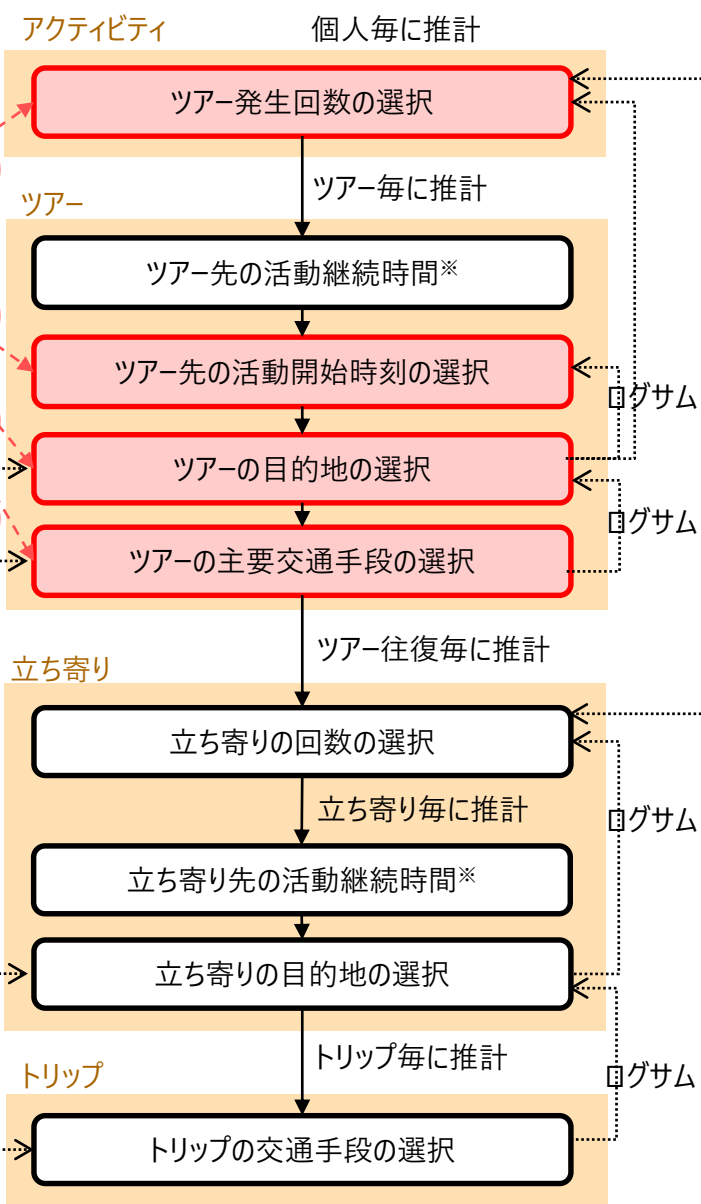 アクティビティ
個人毎に推計
ツアー発生回数の選択
ツアー毎に推計
ツアー
ツアー先の活動継続時間※
ツアー先の活動開始時刻の選択
ログサム
ツアーの目的地の選択
ログサム
ツアーの主要交通手段の選択
ツアー往復毎に推計
立ち寄り
立ち寄りの回数の選択
立ち寄り毎に推計
ログサム
立ち寄り先の活動継続時間※
立ち寄りの目的地の選択
トリップ毎に推計
トリップ
ログサム
トリップの交通手段の選択